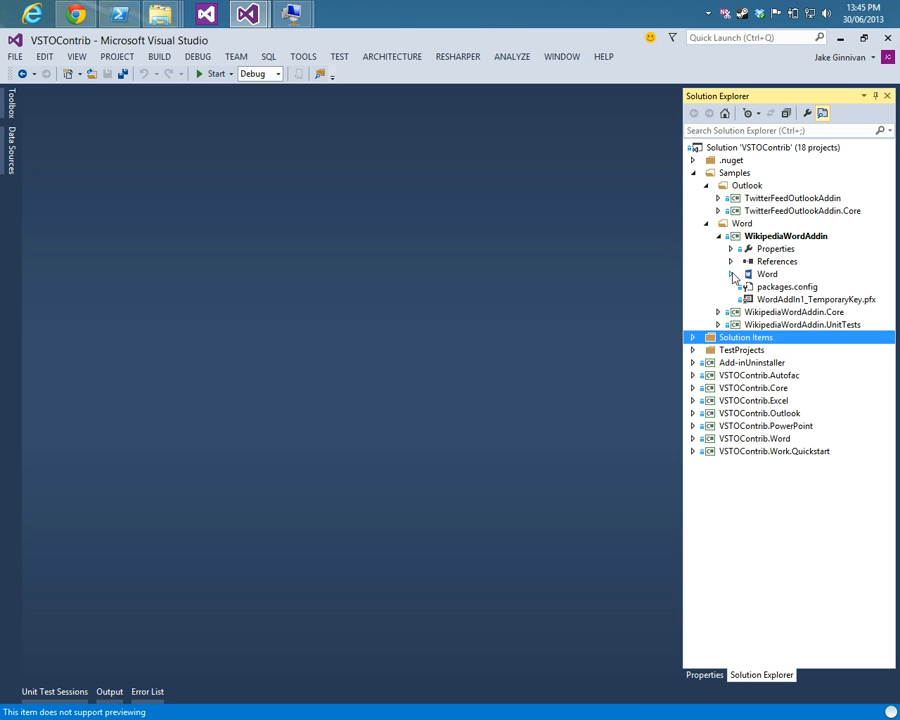 13:45 PM
30/06/2013
VSTOContrib - Microsoft Visual Studio
Quick Launch (Ctrl+Q)
FILE EDIT VIEW PROJECT BUILD DEBUG TEAM SQL TOOLS TEST ARCHITECTURE RESHARPER ANALYZE WINDOW HELP
Jake Ginnivan
Start Debug
Toolbox
Data Sources
Solution Explorer
Search Solution Explorer (Ctrl+;)
Solution 'VSTOContrib' (18 projects)
.nuget
Samples
Outlook
TwitterFeedOutlookAddin
TwitterFeedOutlookAddin.Core
Word
WikipediaWordAddin
Properties
References
Word
packages.config
WordAddIn1_TemporaryKey.pfx
WikipediaWordAddin.Core
WikipediaWordAddin.UnitTests
Solution Items
TestProjects
Add-inUninstaller
VSTOContrib.Autofac
VSTOContrib.Core
VSTOContrib.Excel
VSTOContrib.Outlook
VSTOContrib.PowerPoint
VSTOContrib.Word
VSTOContrib.Work.Quickstart
Properties Solution Explorer
Unit Test Sessions Output Error List
This item does not support previewing